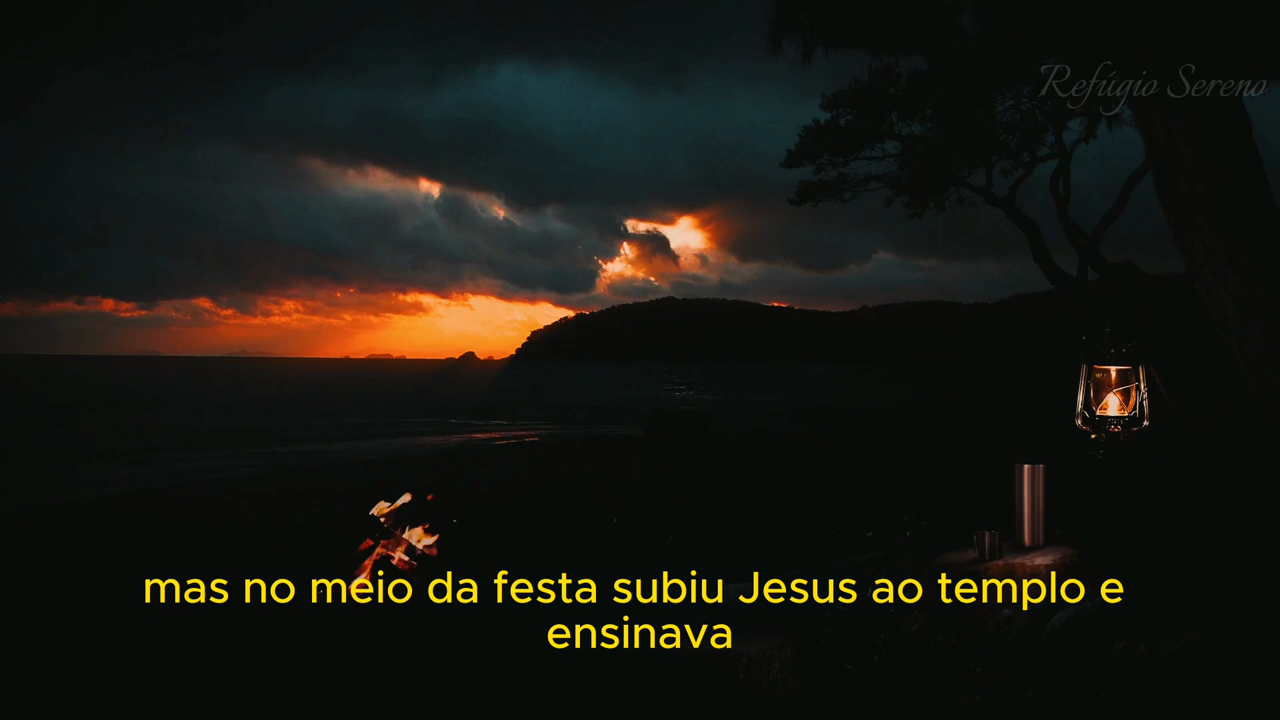 Refúgio Sereno
mas no meio da festa subiu Jesus ao templo e
ensinava